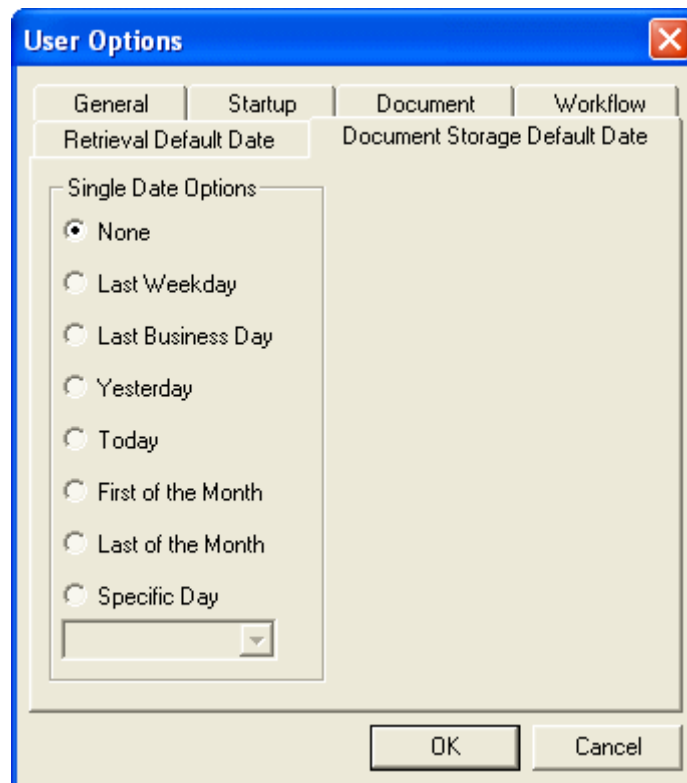 User Options
General Startup Document Workflow
Retrieval Default Date Document Storage Default Date
Single Date Options
None
Last Weekday
Last Business Day
Yesterday
Today
First of the Month
Last of the Month
Specific Day
OK Cancel